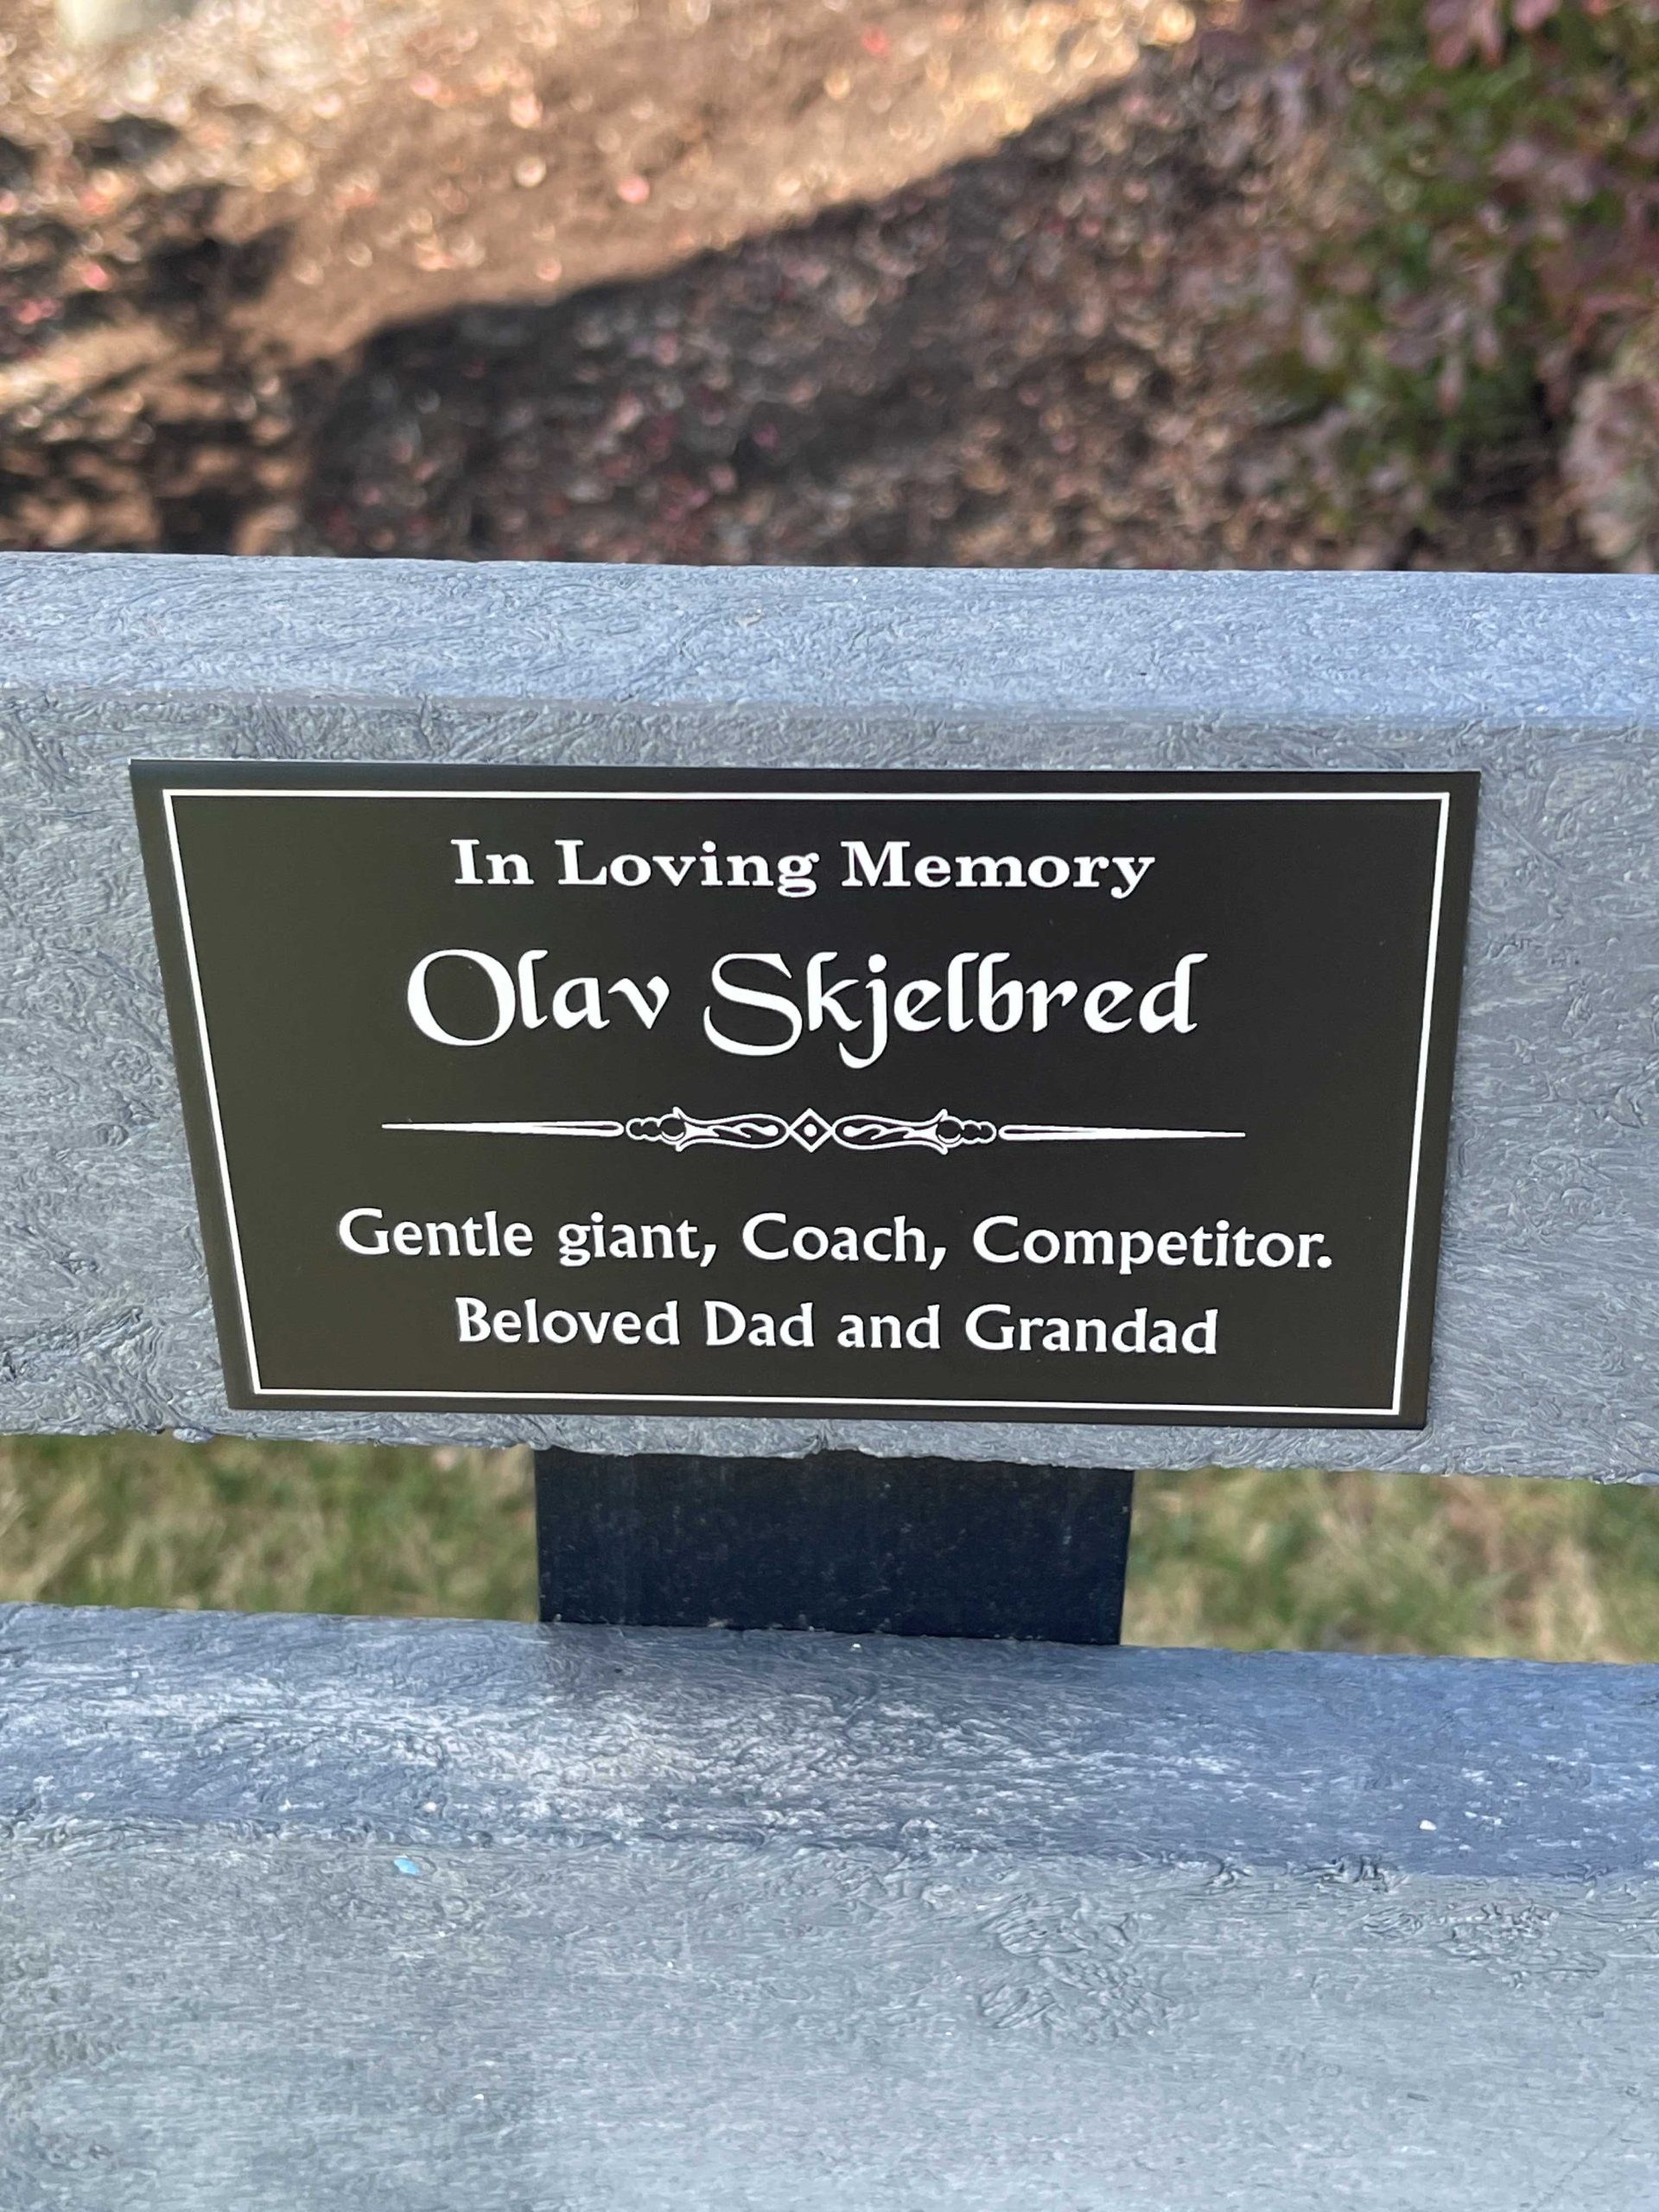 In Loving Memory
Olav Skjelbred
Gentle giant, Coach, Competitor.
Beloved Dad and Grandad